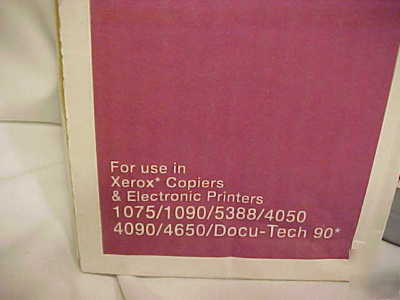 For use in
Xerox* Copiers
& Electronic Printers
1075/1090/5388/4050
4090/4650/Docu-Tech 90*